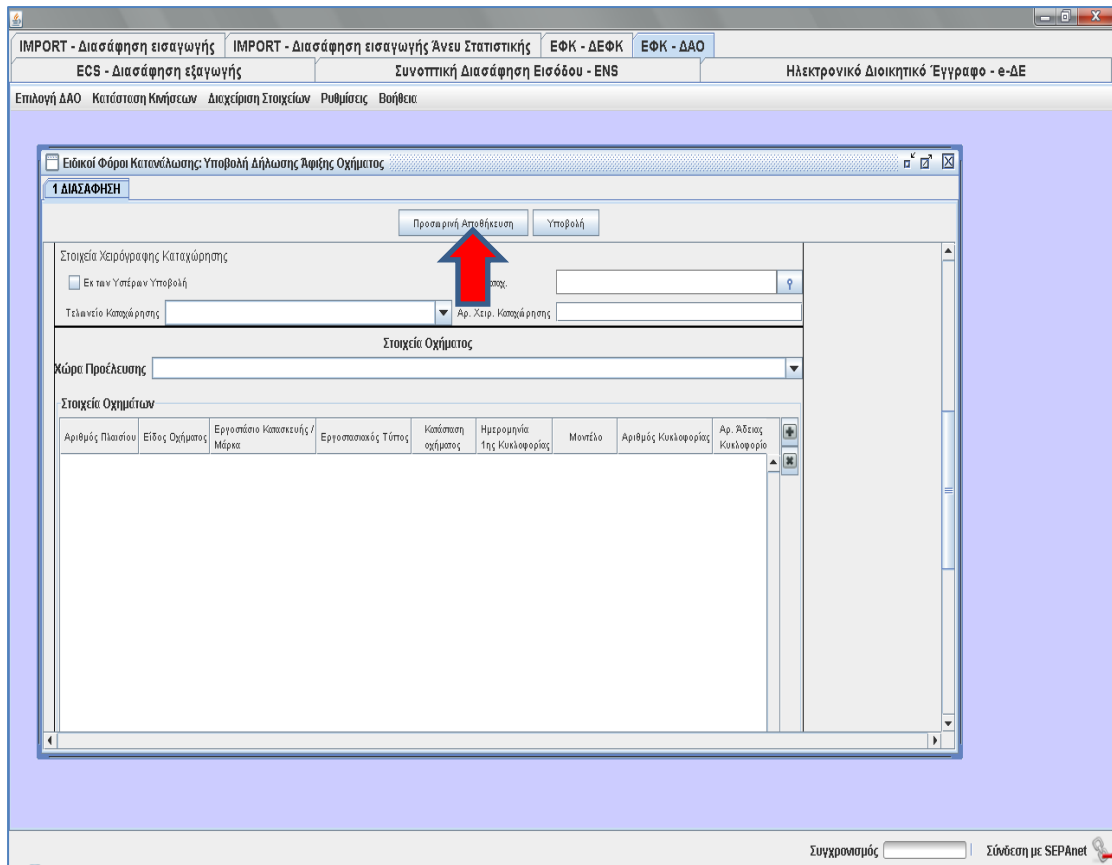 IMPORT - Διασάφηση εισαγωγής IMPORT - Διασάφηση εισαγωγής Άνευ Στατιστικής ΕΦΚ - ΔΕΦΚ ΕΦΚ - ΔΑΟ
ECS - Διασάφηση εξαγωγής Συνοπτική Διασάφηση Εισόδου - ENS Ηλεκτρονικό Διοικητικό Έγγραφο - e-ΔΕ
Επιλογή ΔΑΟ Κατάσταση Κινήσεων Διαχείριση Στοιχείων Ρυθμίσεις Βοήθεια
Ειδικοί Φόροι Κατανάλωσης: Υποβολή Δήλωσης Άφιξης Οχήματος
1 ΔΙΑΣΑΦΗΣΗ
Προσωρινή Αποθήκευση Υποβολή
Στοιχεία Χειρόγραφης Καταχώρησης
Εκ των Υστέρων Υποβολή
Τελωνείο Καταχώρησης Αρ. Χειρ. Καταχώρησης
Στοιχεία Οχήματος
Χώρα Προέλευσης
Στοιχεία Οχημάτων
Αριθμός Πλαισίου Είδος Οχήματος Εργοστάσιο Κατασκευής / Μάρκα Εργοστασιακός Τύπος Κατάσταση οχήματος Ημερομηνία 1ης Κυκλοφορίας Μοντέλο Αριθμός Κυκλοφορίας Αρ. Άδειας Κυκλοφορίο
Συγχρονισμός Σύνδεση με SEPAnet